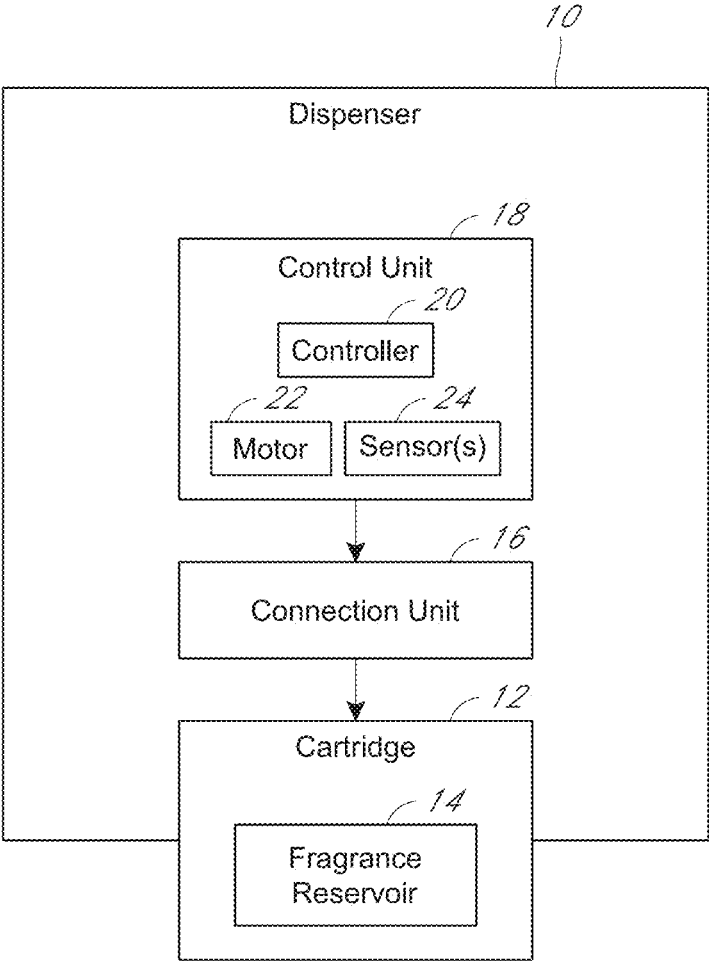 10
Dispenser
18
Control Unit
20
Controller
22
24
Motor
Sensor(s)
16
Connection Unit
12
Cartridge
14
Fragrance
Reservoir